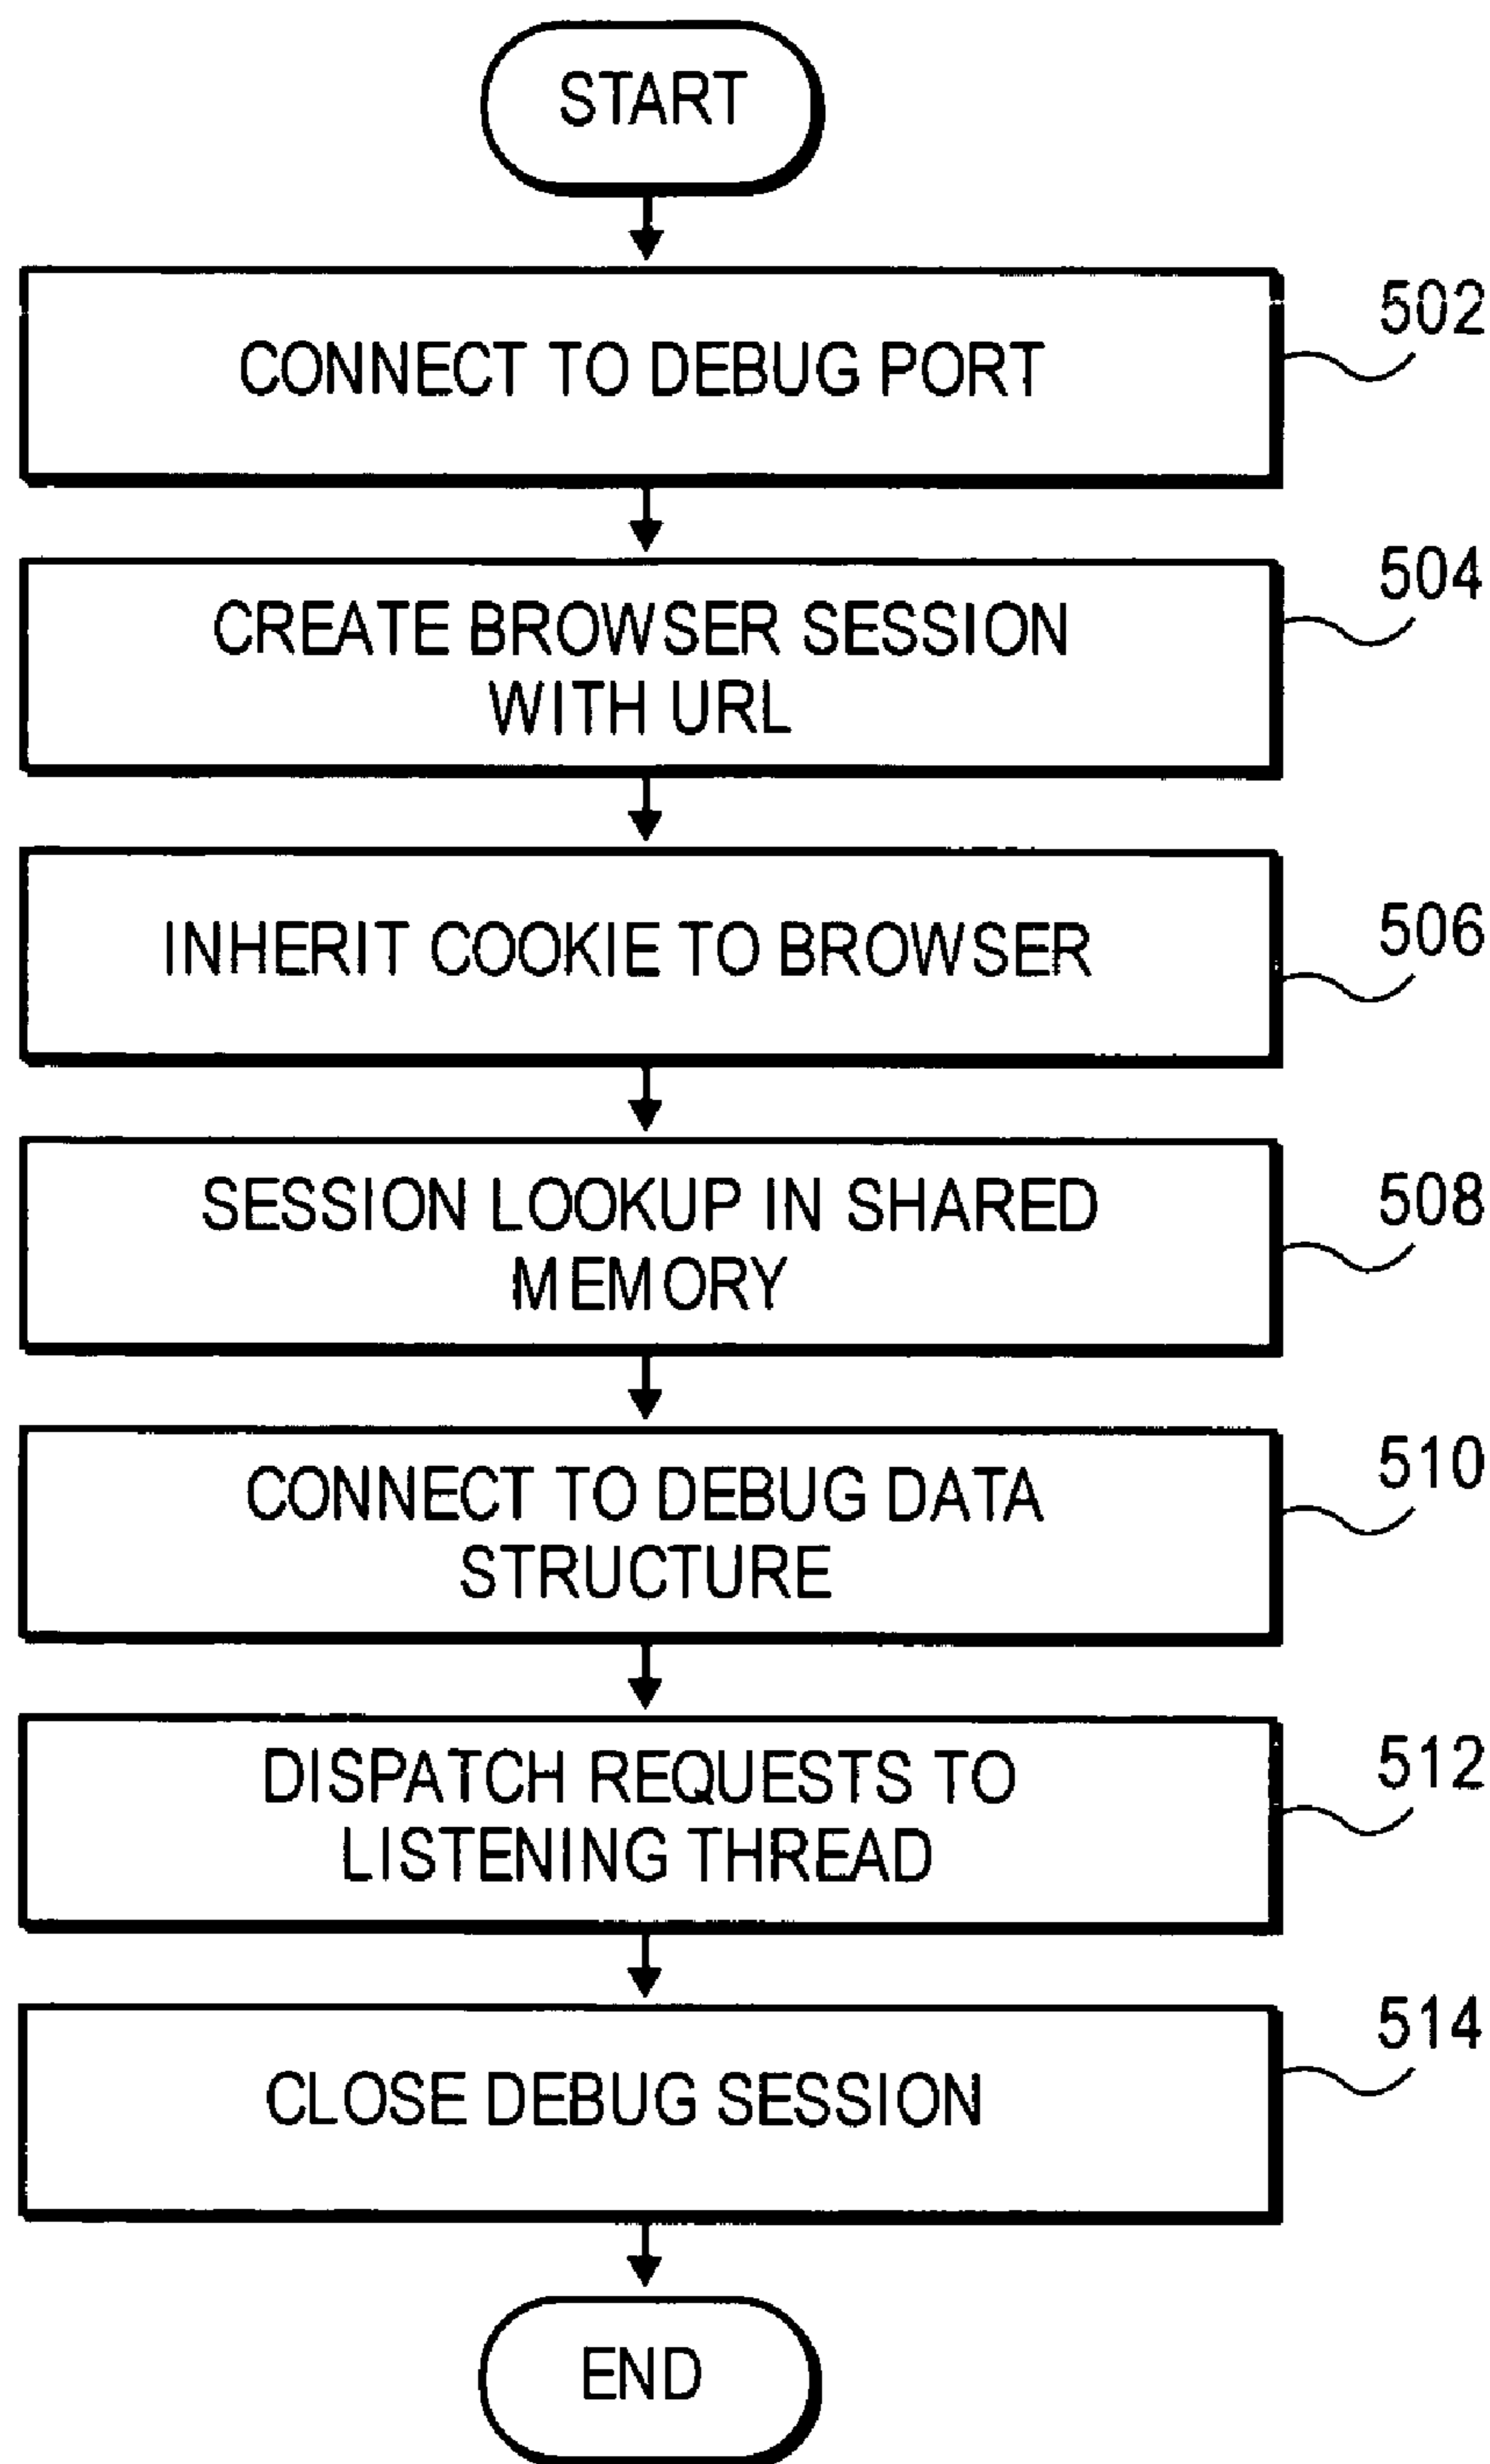 START
502
CONNECT TO DEBUG PORT
504
CREATE BROWSER SESSION
WITH URL
506
INHERIT COOKIE TO BROWSER
508
SESSION LOOKUP IN SHARED
MEMORY
510
CONNECT TO DEBUG DATA
STRUCTURE
512
DISPATCH REQUESTS TO
LISTENING THREAD
514
CLOSE DEBUG SESSION
END